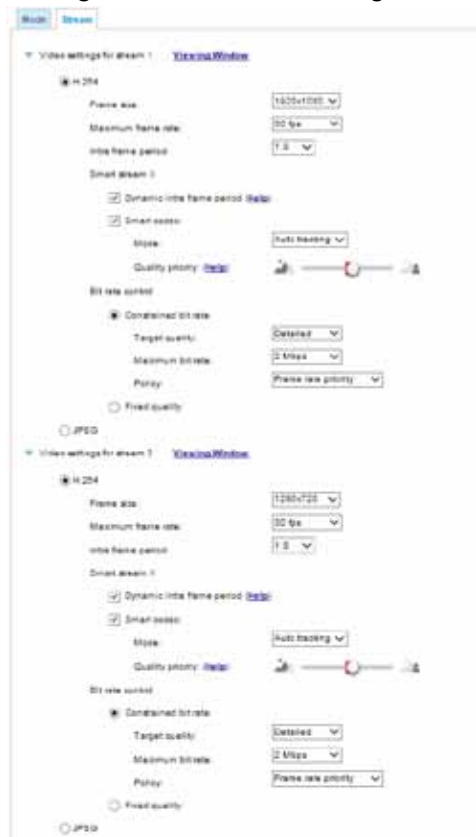 Mode Stream
Video settings for stream 1 Viewing Window
H.264
Frame size: 1920x1080
Maximum frame rate: 30 fps
Intra frame period: 1 S
Smart stream II
Dynamic intra frame period (Help)
Smart codec:
Mode: Auto tracking
Quality priority: (Help)
Bit rate control
Constrained bit rate:
Target quality: Detailed
Maximum bit rate: 2 Mbps
Policy: Frame rate priority
Fixed quality:
JPEG
Video settings for stream 2 Viewing Window
H.264
Frame size: 1280x720
Maximum frame rate: 30 fps
Intra frame period: 1 S
Smart stream II
Dynamic intra frame period (Help)
Smart codec:
Mode: Auto tracking
Quality priority: (Help)
Bit rate control
Constrained bit rate:
Target quality: Detailed
Maximum bit rate: 2 Mbps
Policy: Frame rate priority
Fixed quality:
JPEG